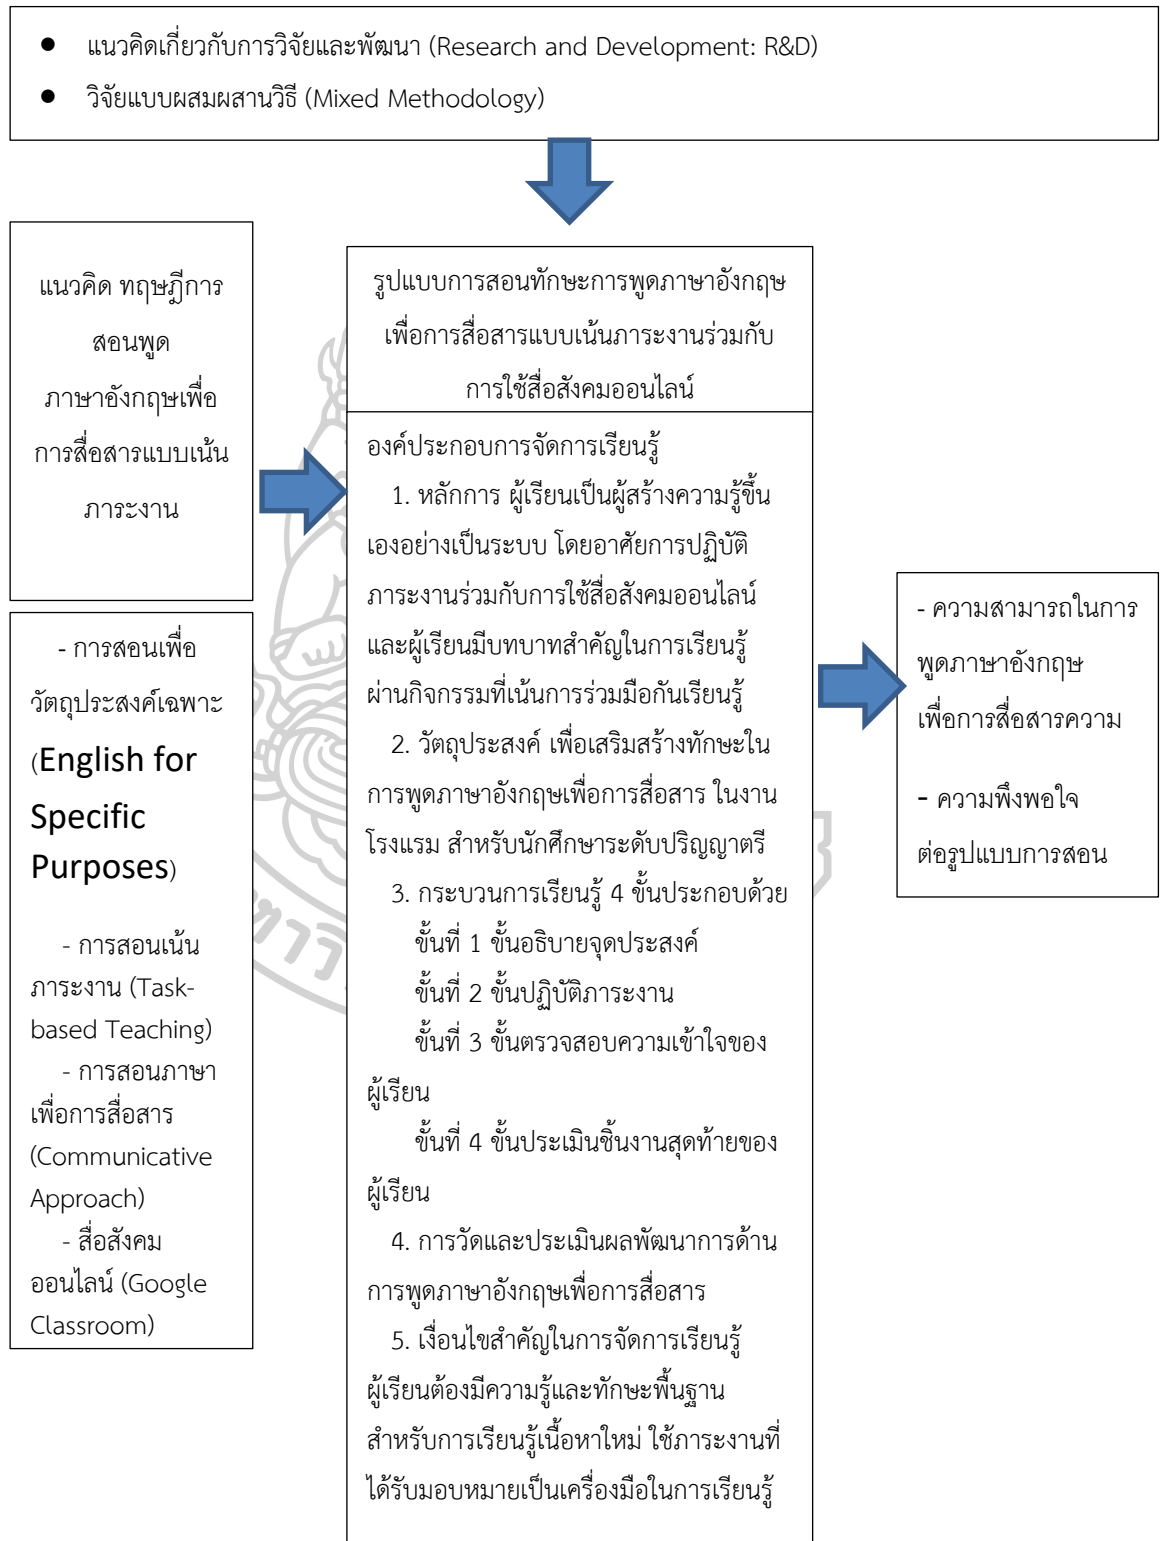 ● แนวคิดเกี่ยวกับการวิจัยและพัฒนา (Research and Development: R&D)
● วิจัยแบบผสมผสานวิธี (Mixed Methodology)
แนวคิด ทฤษฎีการ
สอนพูด
ภาษาอังกฤษเพื่อ
การสื่อสารแบบเน้น
ภาระงาน
- การสอนเพื่อ
วัตถุประสงค์เฉพาะ
(English for
Specific
Purposes)
- การสอนเน้น
ภาระงาน (Task-
based Teaching)
- การสอนภาษา
เพื่อการสื่อสาร
(Communicative
Approach)
- สื่อสังคม
ออนไลน์ (Google
Classroom)
รูปแบบการสอนทักษะการพูดภาษาอังกฤษ
เพื่อการสื่อสารแบบเน้นภาระงานร่วมกับ
การใช้สื่อสังคมออนไลน์
องค์ประกอบการจัดการเรียนรู้
1. หลักการ ผู้เรียนเป็นผู้สร้างความรู้ขึ้น
เองอย่างเป็นระบบ โดยอาศัยการปฏิบัติ
ภาระงานร่วมกับการใช้สื่อสังคมออนไลน์
และผู้เรียนมีบทบาทสำคัญในการเรียนรู้
ผ่านกิจกรรมที่เน้นการร่วมมือกันเรียนรู้
2. วัตถุประสงค์ เพื่อเสริมสร้างทักษะใน
การพูดภาษาอังกฤษเพื่อการสื่อสาร ในงาน
โรงแรม สำหรับนักศึกษาระดับปริญญาตรี
3. กระบวนการเรียนรู้ 4 ขั้นประกอบด้วย
ขั้นที่ 1 ขั้นอธิบายจุดประสงค์
ขั้นที่ 2 ขั้นปฏิบัติภาระงาน
ขั้นที่ 3 ขั้นตรวจสอบความเข้าใจของ
ผู้เรียน
ขั้นที่ 4 ขั้นประเมินชิ้นงานสุดท้ายของ
ผู้เรียน
4. การวัดและประเมินผลพัฒนาการด้าน
การพูดภาษาอังกฤษเพื่อการสื่อสาร
5. เงื่อนไขสำคัญในการจัดการเรียนรู้
ผู้เรียนต้องมีความรู้และทักษะพื้นฐาน
สำหรับการเรียนรู้เนื้อหาใหม่ ใช้ภาระงานที่
ได้รับมอบหมายเป็นเครื่องมือในการเรียนรู้
- ความสามารถในการ
พูดภาษาอังกฤษ
เพื่อการสื่อสารความ
- ความพึงพอใจ
ต่อรูปแบบการสอน